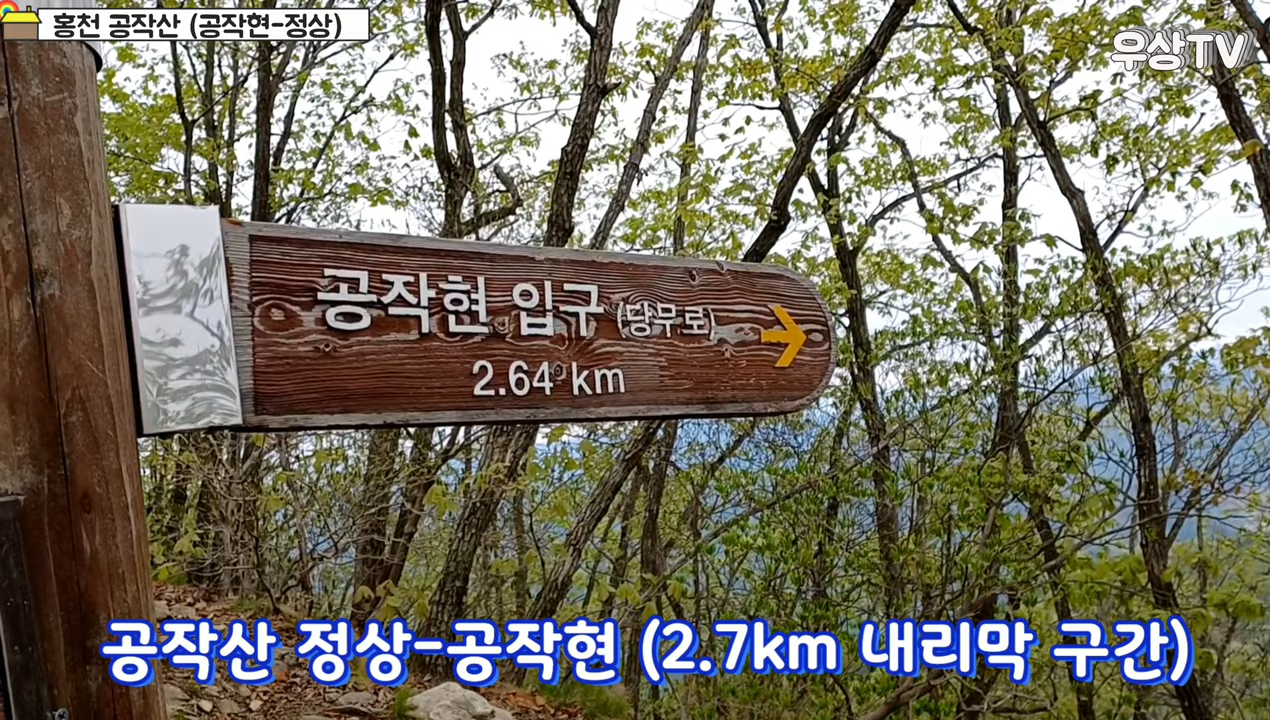 홍천 공작산 (공작현-정상)
우상TV
공작현 입구 (당무로)
2.64 km
공작산 정상-공작현 (2.7km 내리막 구간)